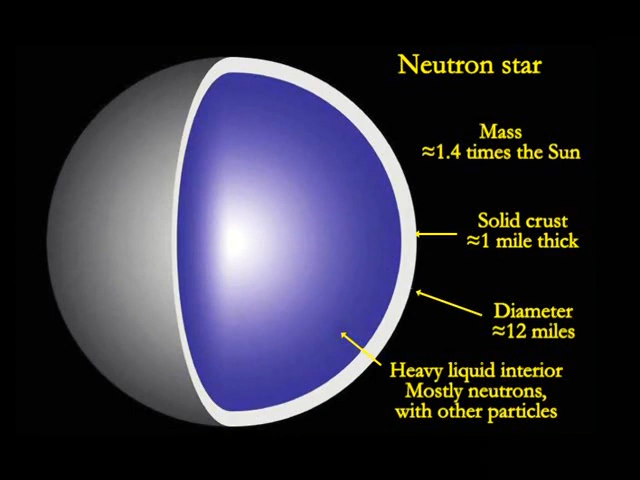 Neutron star
Mass
≈1.4 times the Sun
Solid crust
≈1 mile thick
Diameter
≈12 miles
Heavy liquid interior
Mostly neutrons,
with other particles